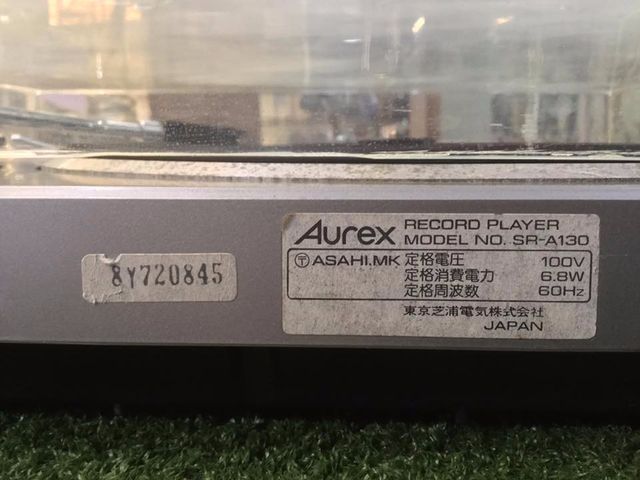 8Y720845
Aurex RECORD PLAYER
MODEL NO. SR-A130
〒 ASAHI.MK 定格電圧 100V
定格消費電力 6.8W
定格周波数 60Hz
東京芝浦電気株式会社
JAPAN